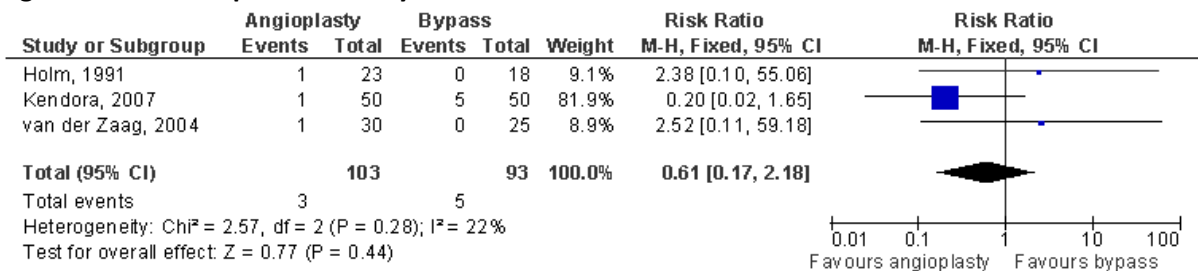 Angioplasty Bypass Risk Ratio Risk Ratio
Study or Subgroup Events Total Events Total Weight M-H, Fixed, 95% CI M-H, Fixed, 95% CI
Holm, 1991 1 23 0 18 9.1% 2.38 [0.10, 55.06]
Kendora, 2007 1 50 5 50 81.9% 0.20 [0.02, 1.65]
van der Zaag, 2004 1 30 0 25 8.9% 2.52 [0.11, 59.18]
Total (95% CI) 103 93 100.0% 0.61 [0.17, 2.18]
Total events 3 5
Heterogeneity: Chi² = 2.57, df = 2 (P = 0.28); I² = 22%
Test for overall effect: Z = 0.77 (P = 0.44)
0.01 0.1 1 10 100
Favours angioplasty Favours bypass